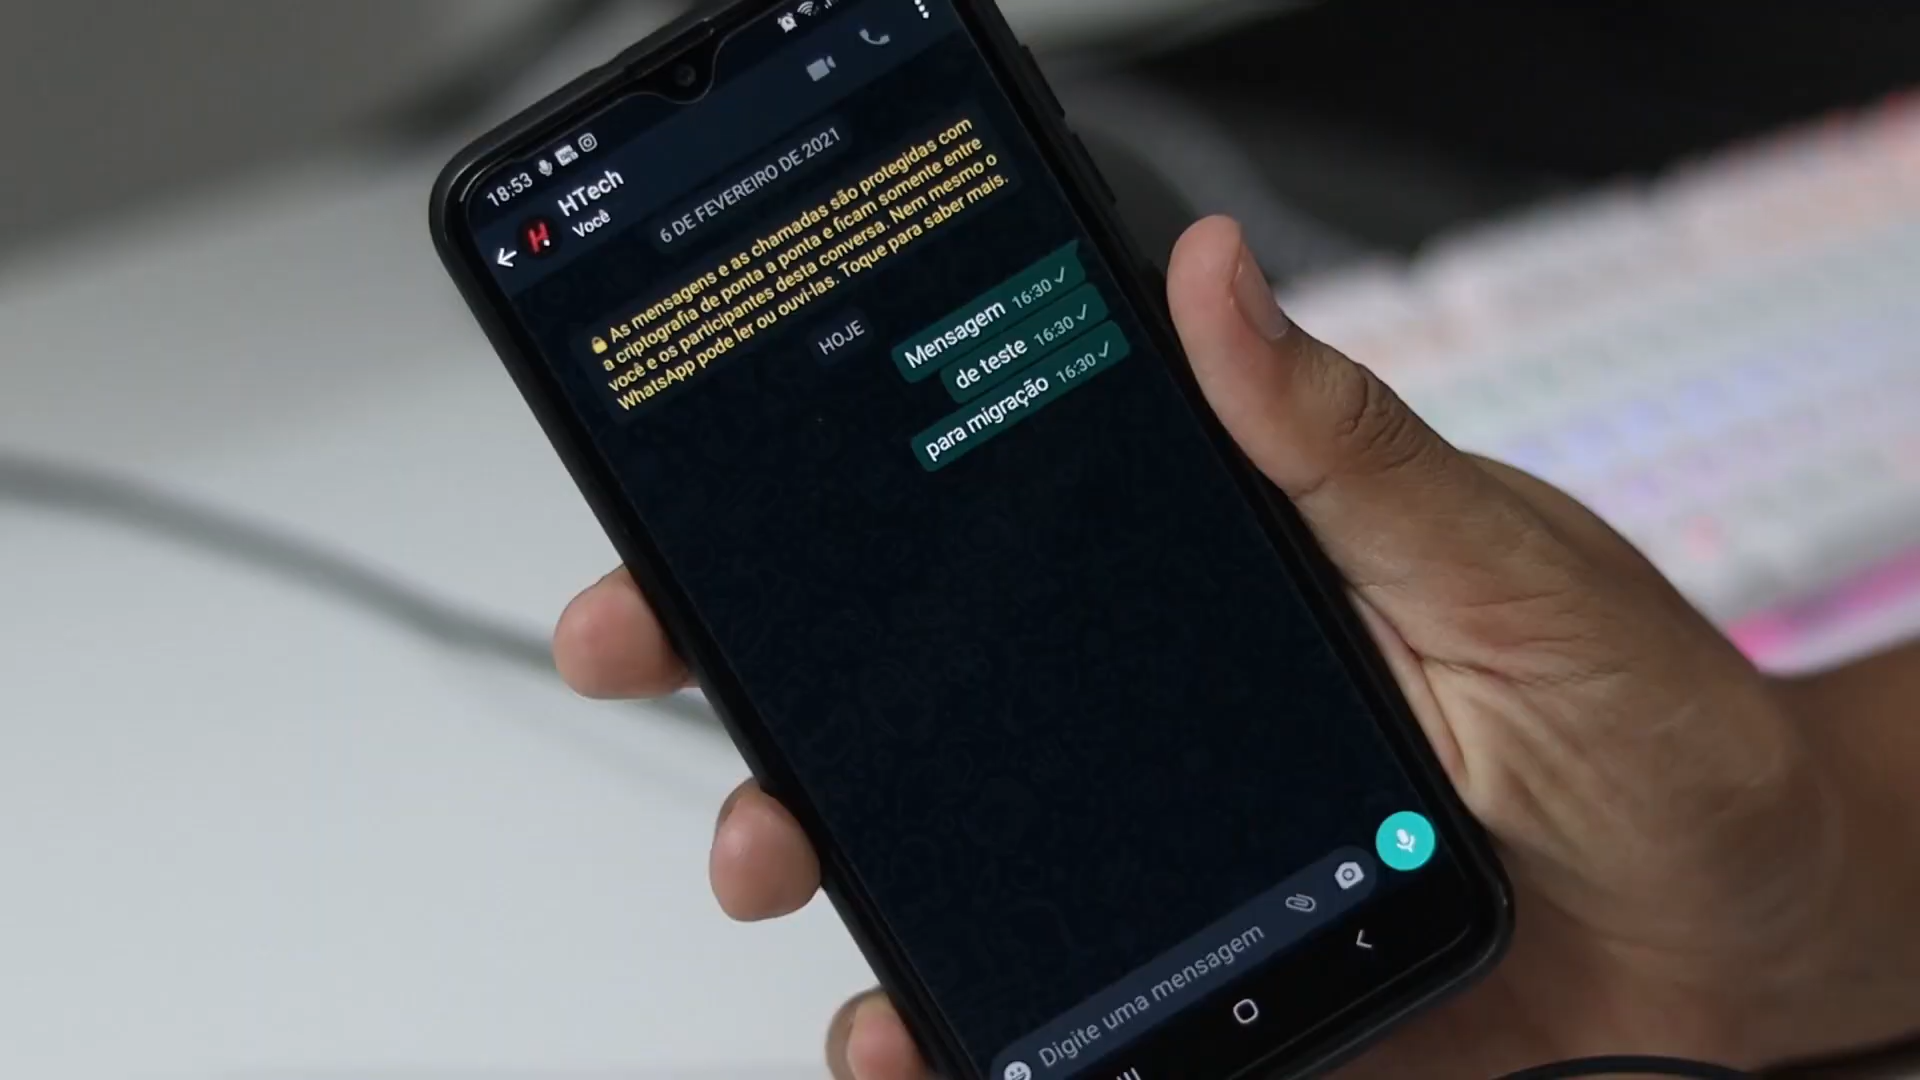 18:53
HTech
Você
6 DE FEVEREIRO DE 2021
As mensagens e as chamadas são protegidas com
a criptografia de ponta a ponta e ficam somente entre
você e os participantes desta conversa. Nem mesmo o
WhatsApp pode ler ou ouvi-las. Toque para saber mais.
HOJE
Mensagem 16:30
de teste 16:30
para migração 16:30
Digite uma mensagem